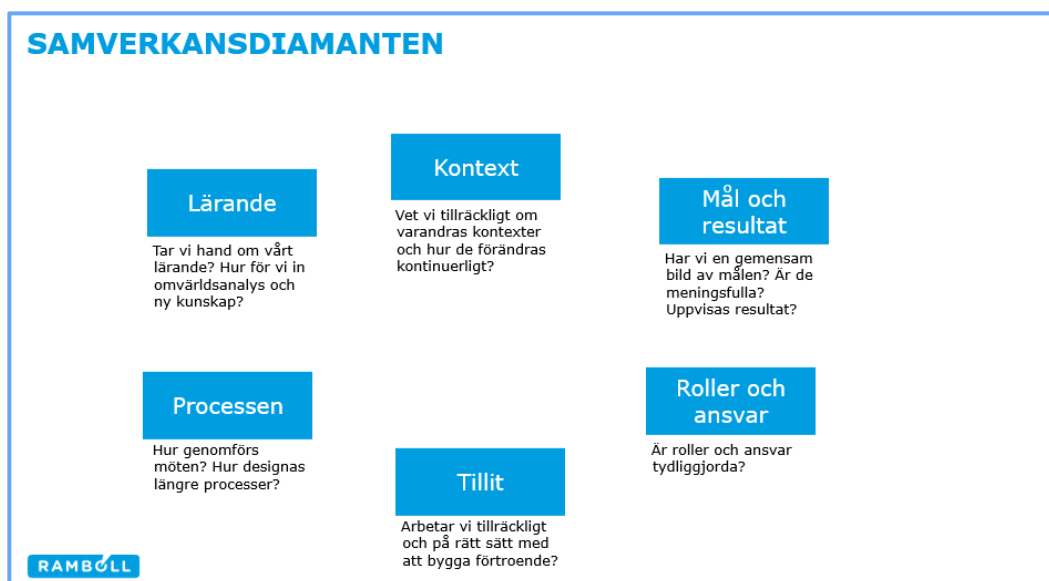 SAMVERKANSDIAMANTEN
Kontext
Vet vi tillräckligt om
varandras kontexter
och hur de förändras
kontinuerligt?
Mål och
resultat
Har vi en gemensam
bild av målen? Är de
meningsfulla?
Uppvisas resultat?
Roller och
ansvar
Är roller och ansvar
tydliggjorda?
Tillit
Arbetar vi tillräckligt
och på rätt sätt med
att bygga förtroende?
Processen
Hur genomförs
möten? Hur designas
längre processer?
Lärande
Tar vi hand om vårt
lärande? Hur för vi in
omvärldsanalys och
ny kunskap?
RAMBOLL